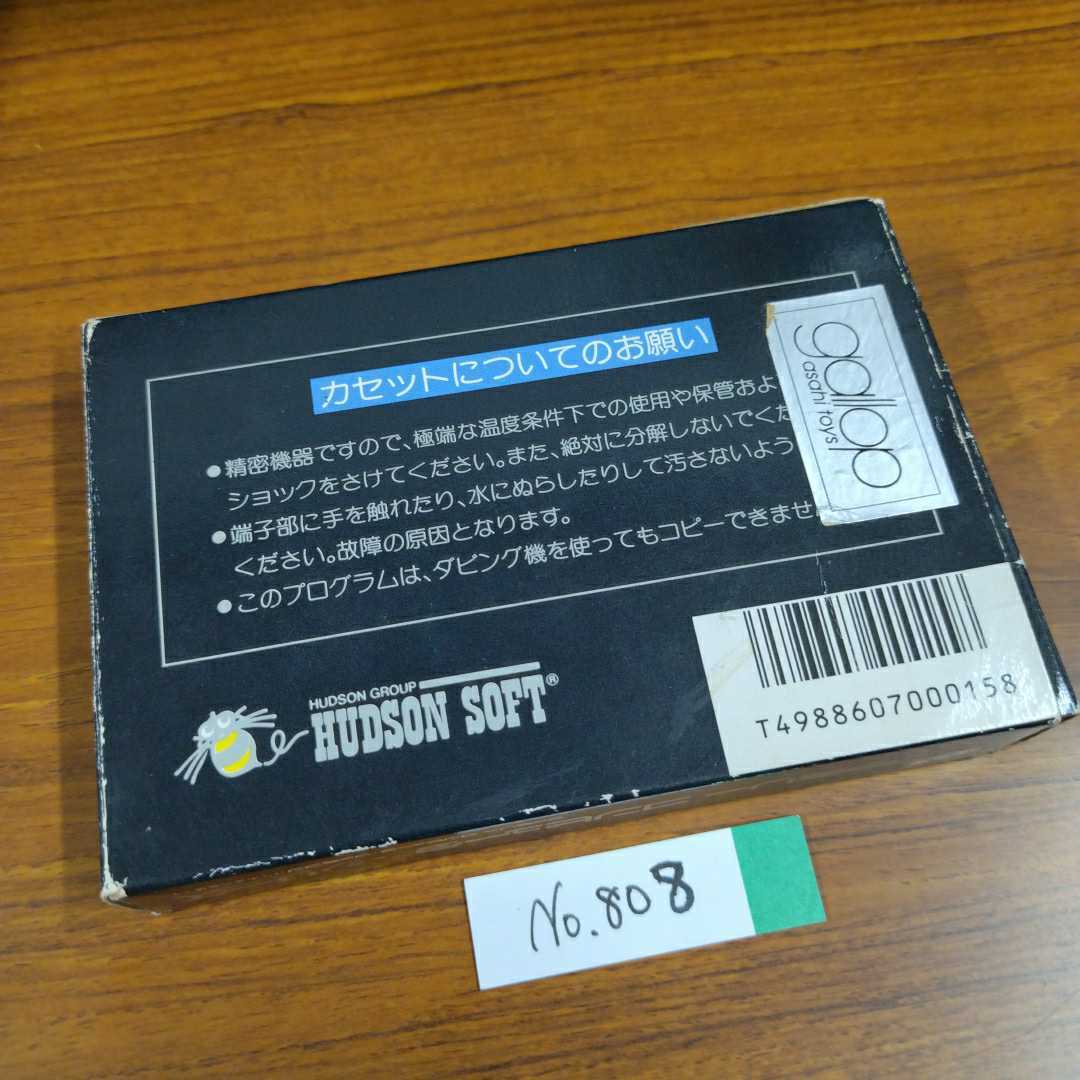 カセットについてのお願い
●精密機器ですので、極端な温度条件下での使用や保管およ
ショックをさけてください。また、絶対に分解しないでくだ
●端子部に手を触れたり、水にぬらしたりして汚さないよう
ください。故障の原因となります。
●このプログラムは、ダビング機を使ってもコピーできませ
gallop
asahi toys
HUDSON GROUP
HUDSON SOFT®
T4988607000158
No.808